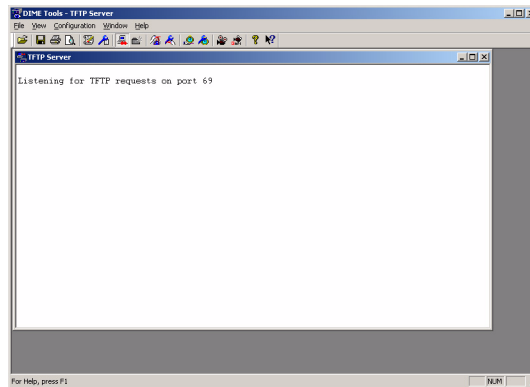 DIME Tools - TFTP Server
File View Configuration Window Help
TFTP Server
Listening for TFTP requests on port 69
For Help, press F1
NUM